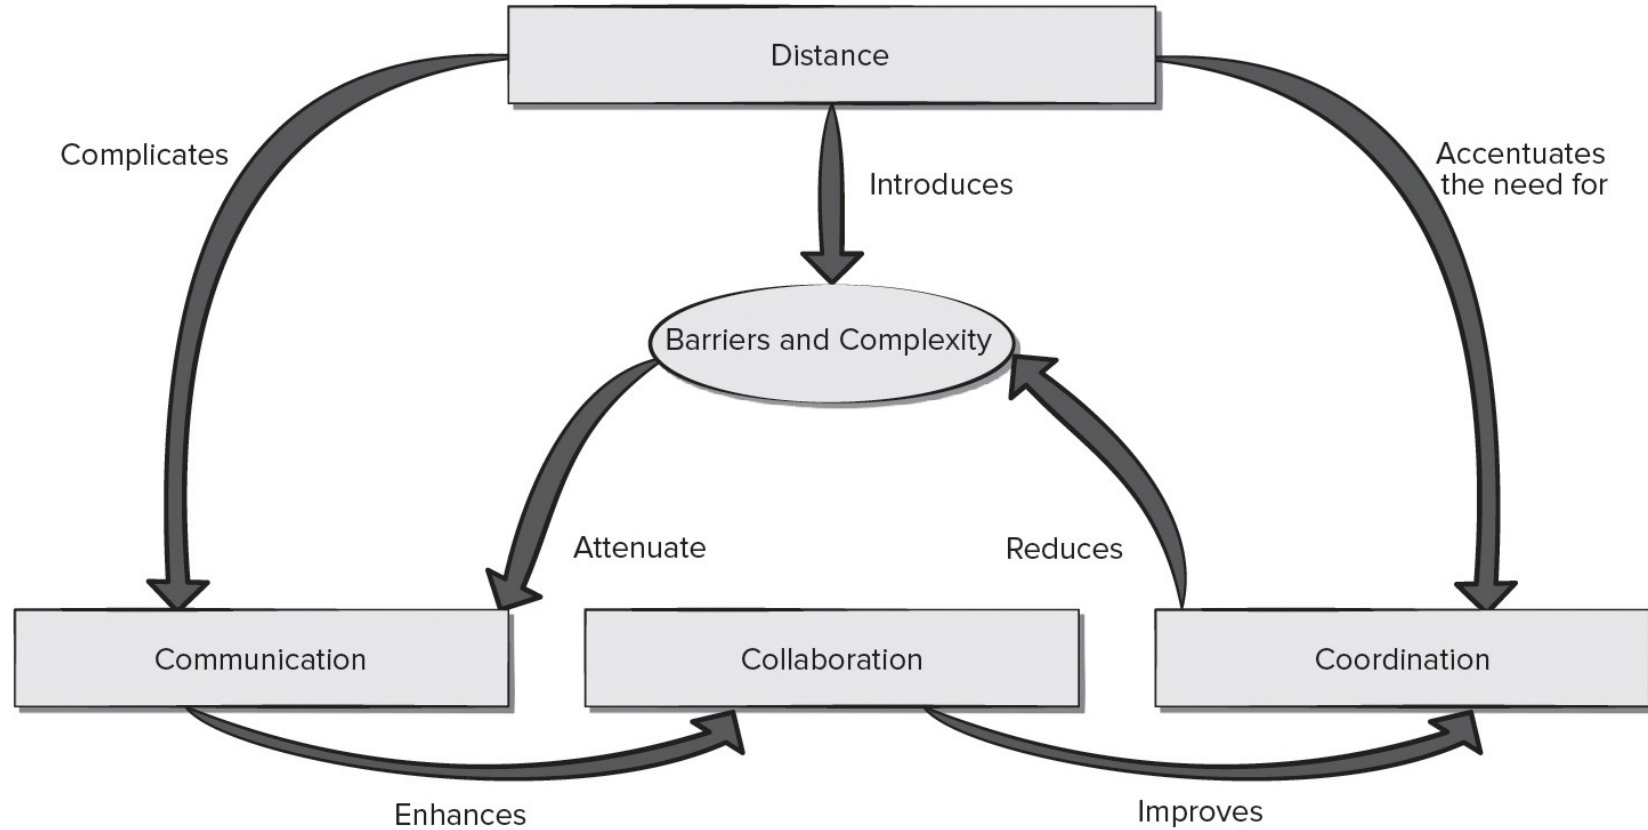 Distance
Complicates
Introduces
Accentuates
the need for
Barriers and Complexity
Attenuate
Reduces
Communication
Collaboration
Coordination
Enhances
Improves